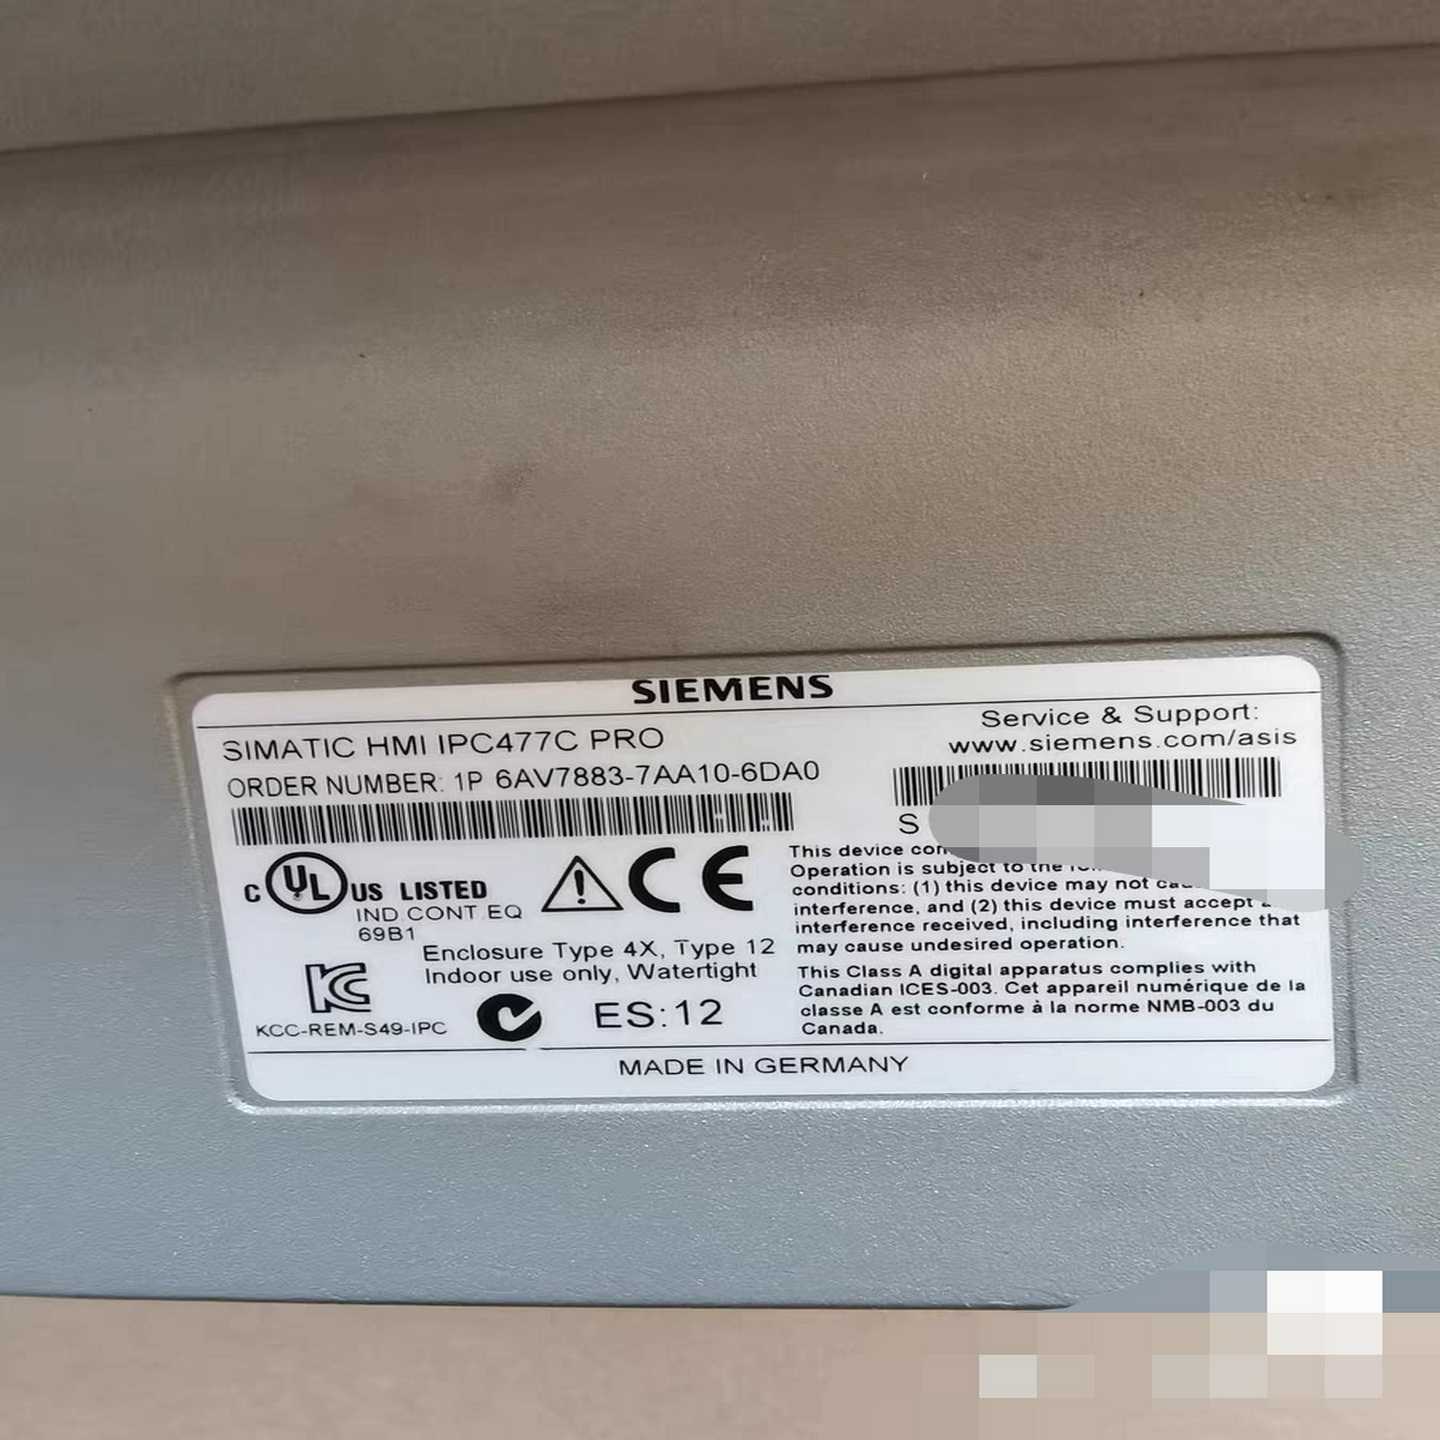 SIEMENS
SIMATIC HMI IPC477C PRO
ORDER NUMBER: 1P 6AV7883-7AA10-6DA0
Service & Support:
www.siemens.com/asis
S
C UL US LISTED
IND.CONT.EQ
69B1
CE
Enclosure Type 4X, Type 12
Indoor use only, Watertight
KC
KCC-REM-S49-IPC
ES:12
This device
Operation is subject to the
conditions: (1) this device may not
interference, and (2) this device must accept
interference received, including interference that
may cause undesired operation.
This Class A digital apparatus complies with
Canadian ICES-003. Cet appareil numérique de la
classe A est conforme à la norme NMB-003 du
Canada.
MADE IN GERMANY